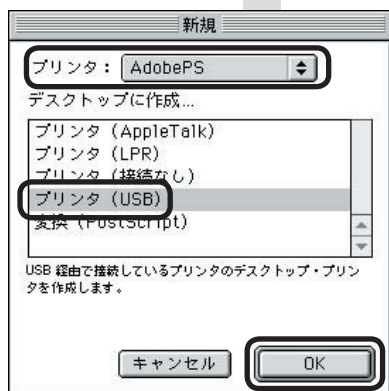 新規
プリンタ： AdobePS
デスクトップに作成...
プリンタ (AppleTalk)
プリンタ (LPR)
プリンタ (接続なし)
プリンタ (USB)
変換 (PostScript)
USB 経由で接続しているプリンタのデスクトップ・プリン
タを作成します。
キャンセル OK